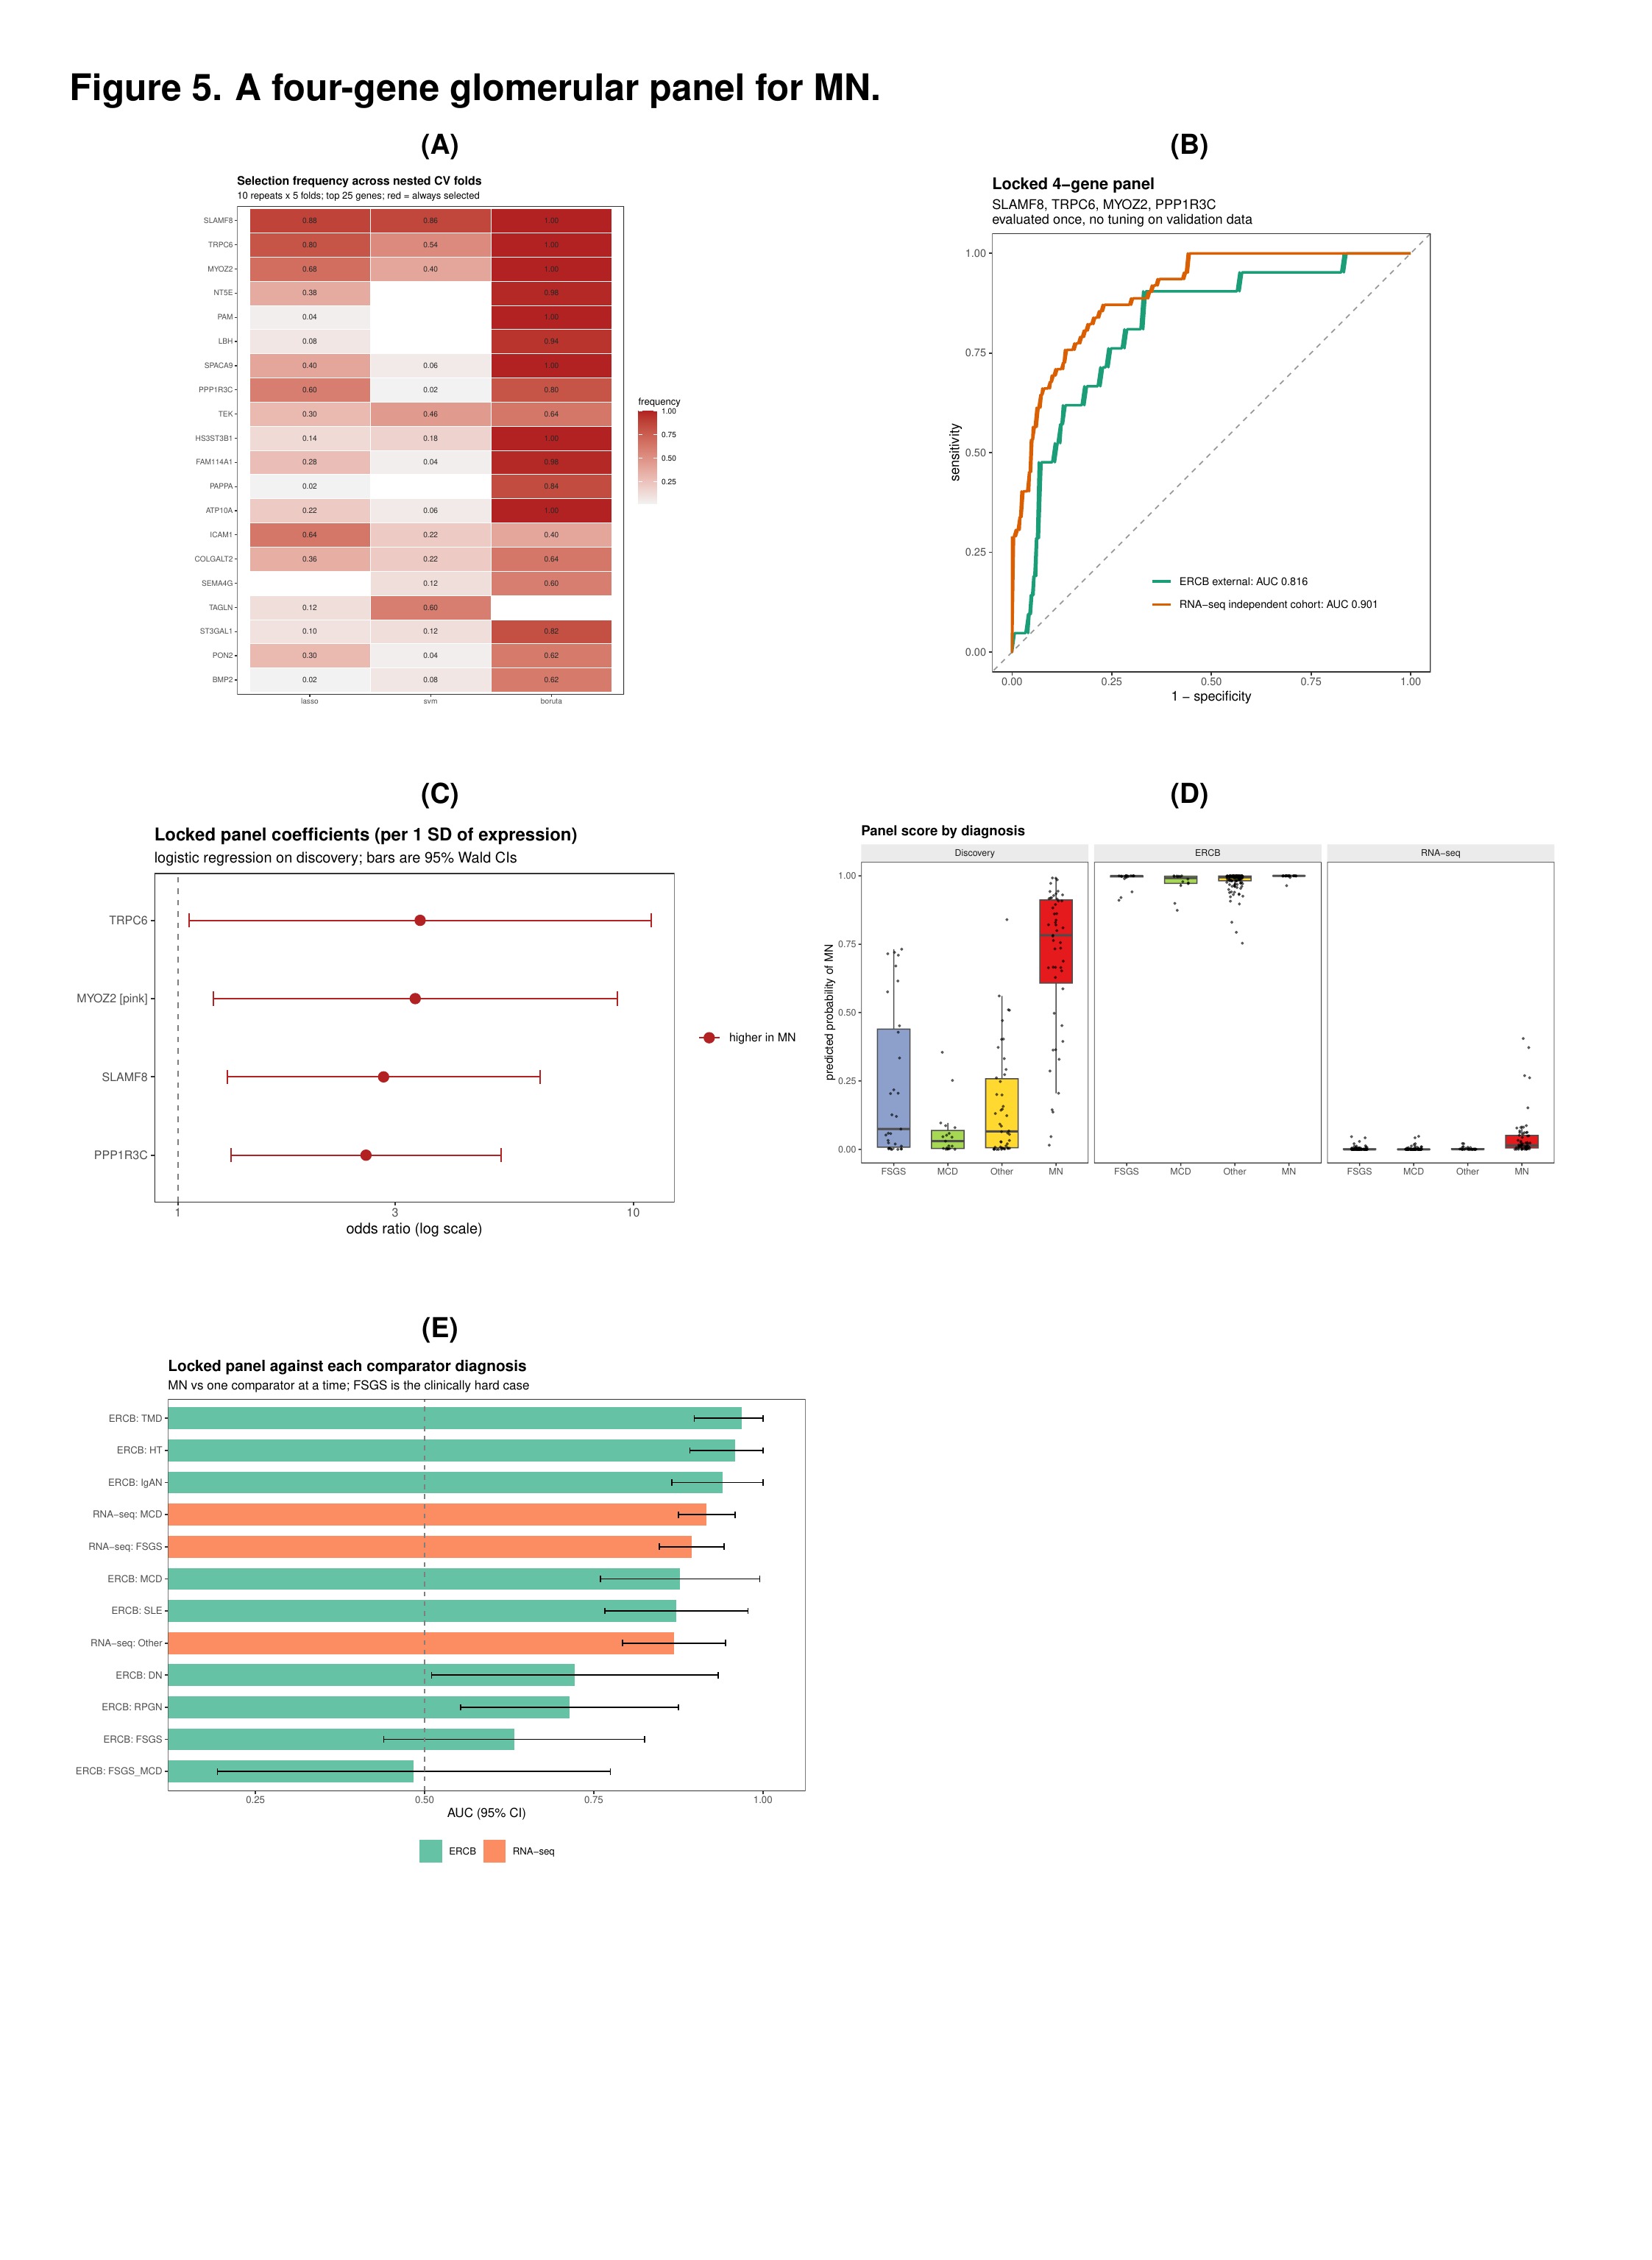 Figure 5. A four-gene glomerular panel for MN.
(A)
Selection frequency across nested CV folds
10 repeats x 5 folds; top 25 genes; red = always selected
SLAMF8 0.88 0.86 1.00
TRPC6 0.80 0.54 1.00
MYOZ2 0.68 0.40 1.00
NT5E 0.38 0.98
PAM 0.04 1.00
LBH 0.08 0.94
SPACA9 0.40 0.06 1.00
PPP1R3C 0.60 0.02 0.80
TEK 0.30 0.46 0.64
HS3ST3B1 0.14 0.18 1.00
FAM114A1 0.28 0.04 0.98
PAPPA 0.02 0.84
ATP10A 0.22 0.06 1.00
ICAM1 0.64 0.22 0.40
COLGALT2 0.36 0.22 0.64
SEMA4G 0.12 0.60
TAGLN 0.12 0.60
ST3GAL1 0.10 0.12 0.82
PON2 0.30 0.04 0.62
BMP2 0.02 0.08 0.62
lasso svm boruta
frequency
1.00
0.75
0.50
0.25
(B)
Locked 4−gene panel
SLAMF8, TRPC6, MYOZ2, PPP1R3C
evaluated once, no tuning on validation data
sensitivity
1.00
0.75
0.50
0.25
0.00
ERCB external: AUC 0.816
RNA−seq independent cohort: AUC 0.901
0.00 0.25 0.50 0.75 1.00
1 − specificity
(C)
Locked panel coefficients (per 1 SD of expression)
logistic regression on discovery; bars are 95% Wald CIs
TRPC6
MYOZ2 [pink]
SLAMF8
PPP1R3C
1 3 10
odds ratio (log scale)
higher in MN
(D)
Panel score by diagnosis
Discovery ERCB RNA−seq
predicted probability of MN
1.00
0.75
0.50
0.25
0.00
FSGS MCD Other MN FSGS MCD Other MN FSGS MCD Other MN
(E)
Locked panel against each comparator diagnosis
MN vs one comparator at a time; FSGS is the clinically hard case
ERCB: TMD
ERCB: HT
ERCB: IgAN
RNA−seq: MCD
RNA−seq: FSGS
ERCB: MCD
ERCB: SLE
RNA−seq: Other
ERCB: DN
ERCB: RPGN
ERCB: FSGS
ERCB: FSGS_MCD
0.25 0.50 0.75 1.00
AUC (95% CI)
ERCB RNA−seq